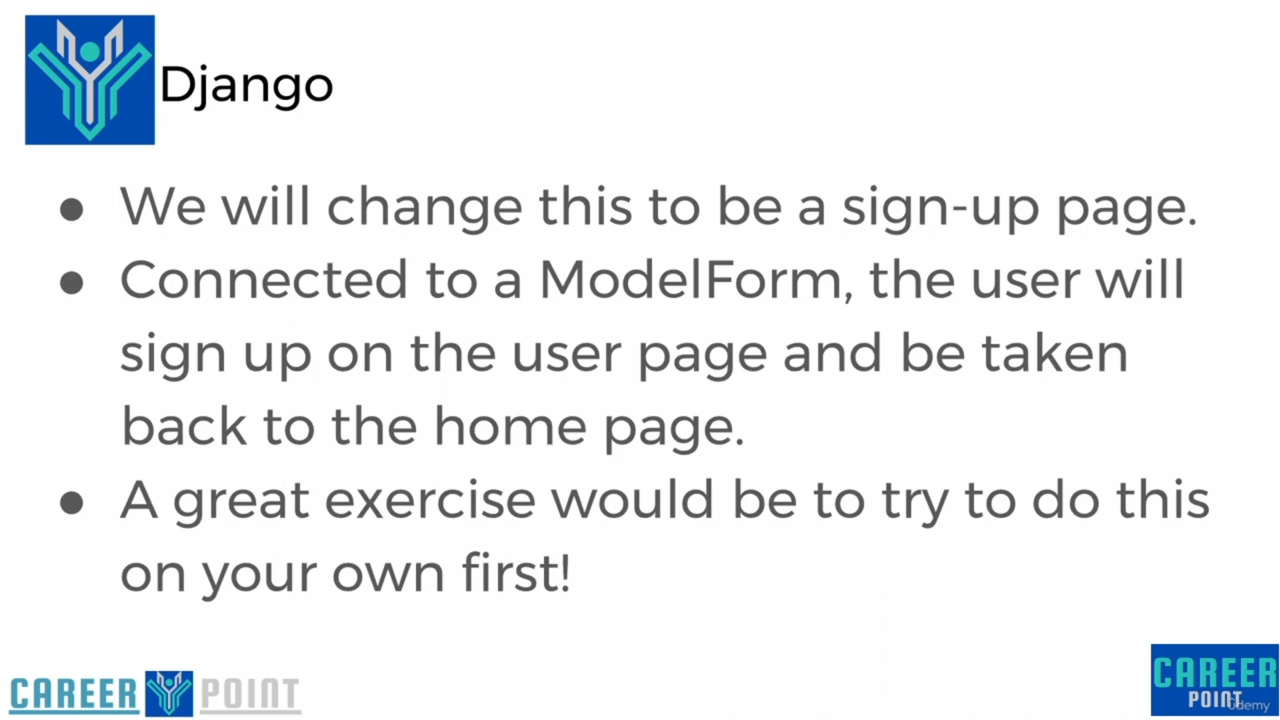 Django
● We will change this to be a sign-up page.
● Connected to a ModelForm, the user will
sign up on the user page and be taken
back to the home page.
● A great exercise would be to try to do this
on your own first!
CAREER POINT
CAREER
POINT
udemy